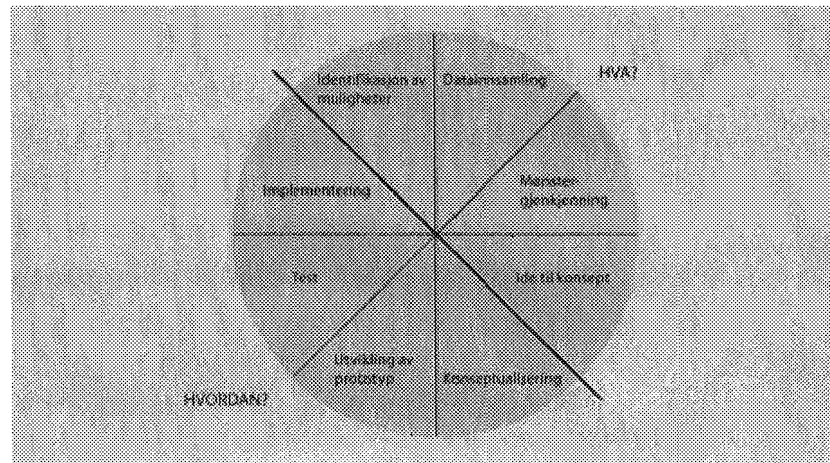 Identifikasjon av
muligheter
Datainnsamling
HVA?
Implementering
Mønster-
gjenkjenning
Test
Ide til konsept
Utvikling av
prototyp
Konseptualisering
HVORDAN?